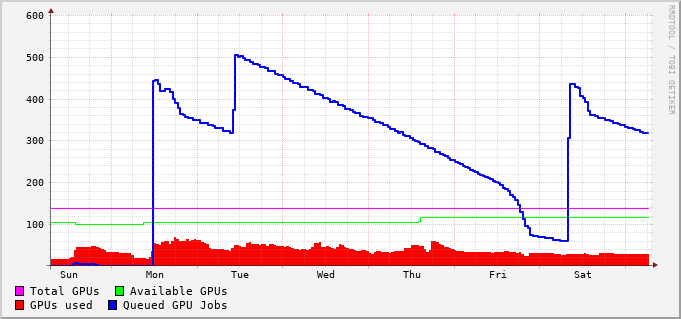 600
500
400
300
200
100
Sun Mon Tue Wed Thu Fri Sat
Total GPUs Available GPUs
GPUs used Queued GPU Jobs
RRDTOOL / TOBI OETIKER